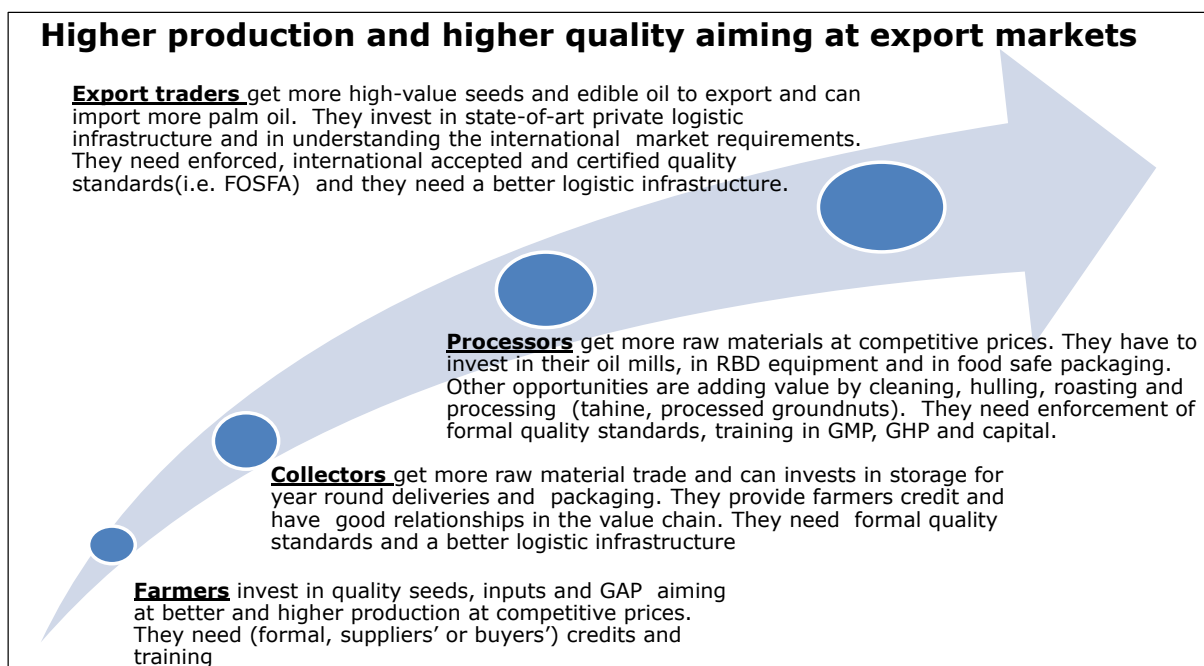 Higher production and higher quality aiming at export markets
Export traders get more high-value seeds and edible oil to export and can
import more palm oil. They invest in state-of-art private logistic
infrastructure and in understanding the international market requirements.
They need enforced, international accepted and certified quality
standards(i.e. FOSFA) and they need a better logistic infrastructure.
Processors get more raw materials at competitive prices. They have to
invest in their oil mills, in RBD equipment and in food safe packaging.
Other opportunities are adding value by cleaning, hulling, roasting and
processing (tahine, processed groundnuts). They need enforcement of
formal quality standards, training in GMP, GHP and capital.
Collectors get more raw material trade and can invests in storage for
year round deliveries and packaging. They provide farmers credit and
have good relationships in the value chain. They need formal quality
standards and a better logistic infrastructure
Farmers invest in quality seeds, inputs and GAP aiming
at better and higher production at competitive prices.
They need (formal, suppliers’ or buyers’) credits and
training